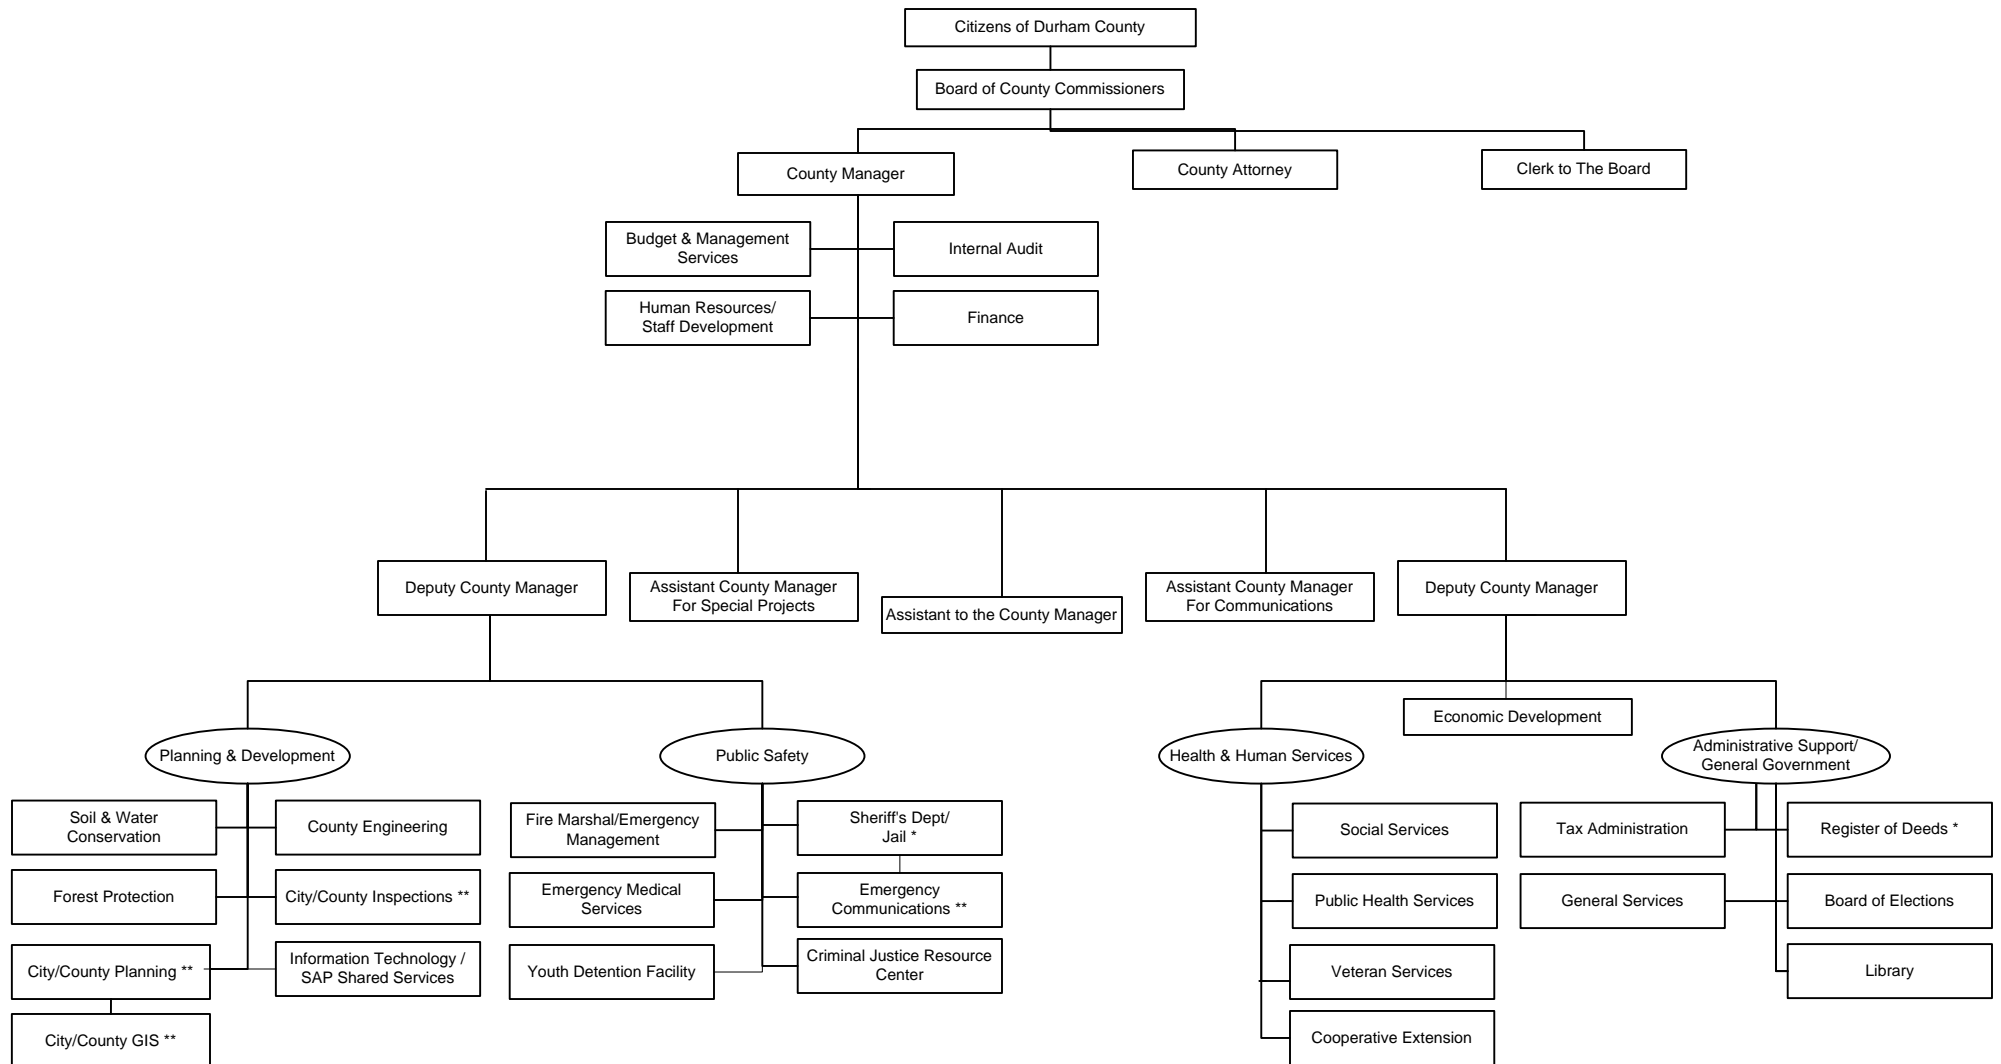 Citizens of Durham County
Board of County Commissioners
County Manager
County Attorney
Clerk to The Board
Budget & Management
Services
Internal Audit
Human Resources/
Staff Development
Finance
Deputy County Manager
Assistant County Manager
For Special Projects
Assistant to the County Manager
Assistant County Manager
For Communications
Deputy County Manager
Economic Development
Planning & Development
Public Safety
Health & Human Services
Administrative Support/
General Government
Soil & Water
Conservation
County Engineering
Forest Protection
City/County Inspections **
City/County Planning **
Information Technology /
SAP Shared Services
City/County GIS **
Fire Marshal/Emergency
Management
Sheriff's Dept/
Jail *
Emergency Medical
Services
Emergency
Communications **
Youth Detention Facility
Criminal Justice Resource
Center
Social Services
Public Health Services
Veteran Services
Cooperative Extension
Tax Administration
Register of Deeds *
General Services
Board of Elections
Library